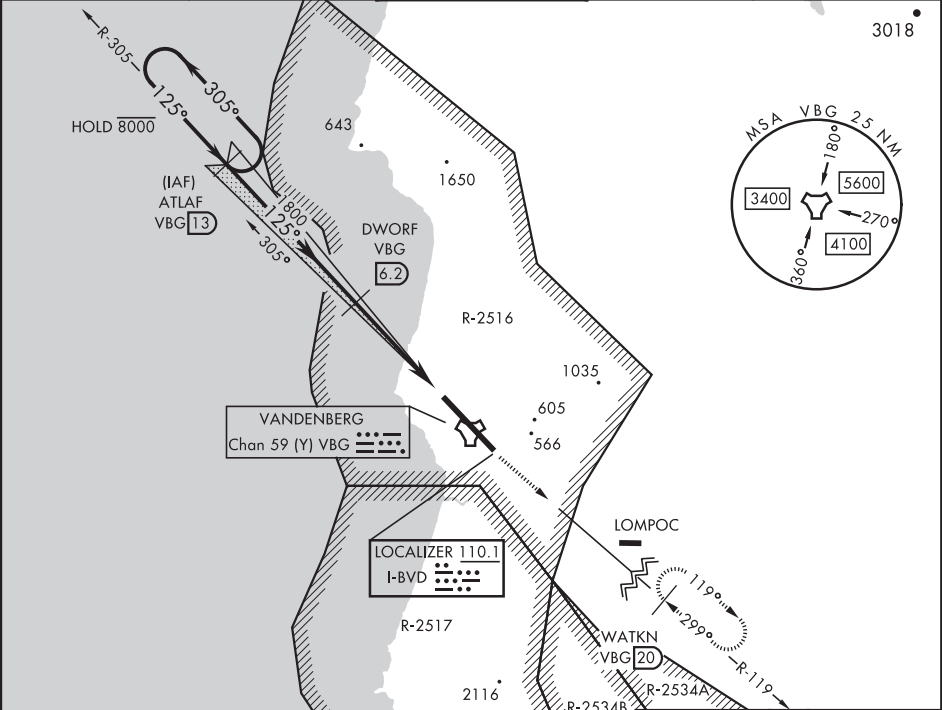 3018
R-305
305°
125°
HOLD 8000
643
MSA VBG 25 NM
180°
1650
(IAF)
ATLAF
VBG 13
3400
5600
270°
1800
125°
305°
DWORF
VBG
6.2
4100
360°
R-2516
1035
605
566
VANDENBERG
Chan 59 (Y) VBG
LOMPOC
LOCALIZER 110.1
I-BVD
119°
299°
R-2517
WATKN
VBG 20
R-119
2116
R-2534A
R-2534B